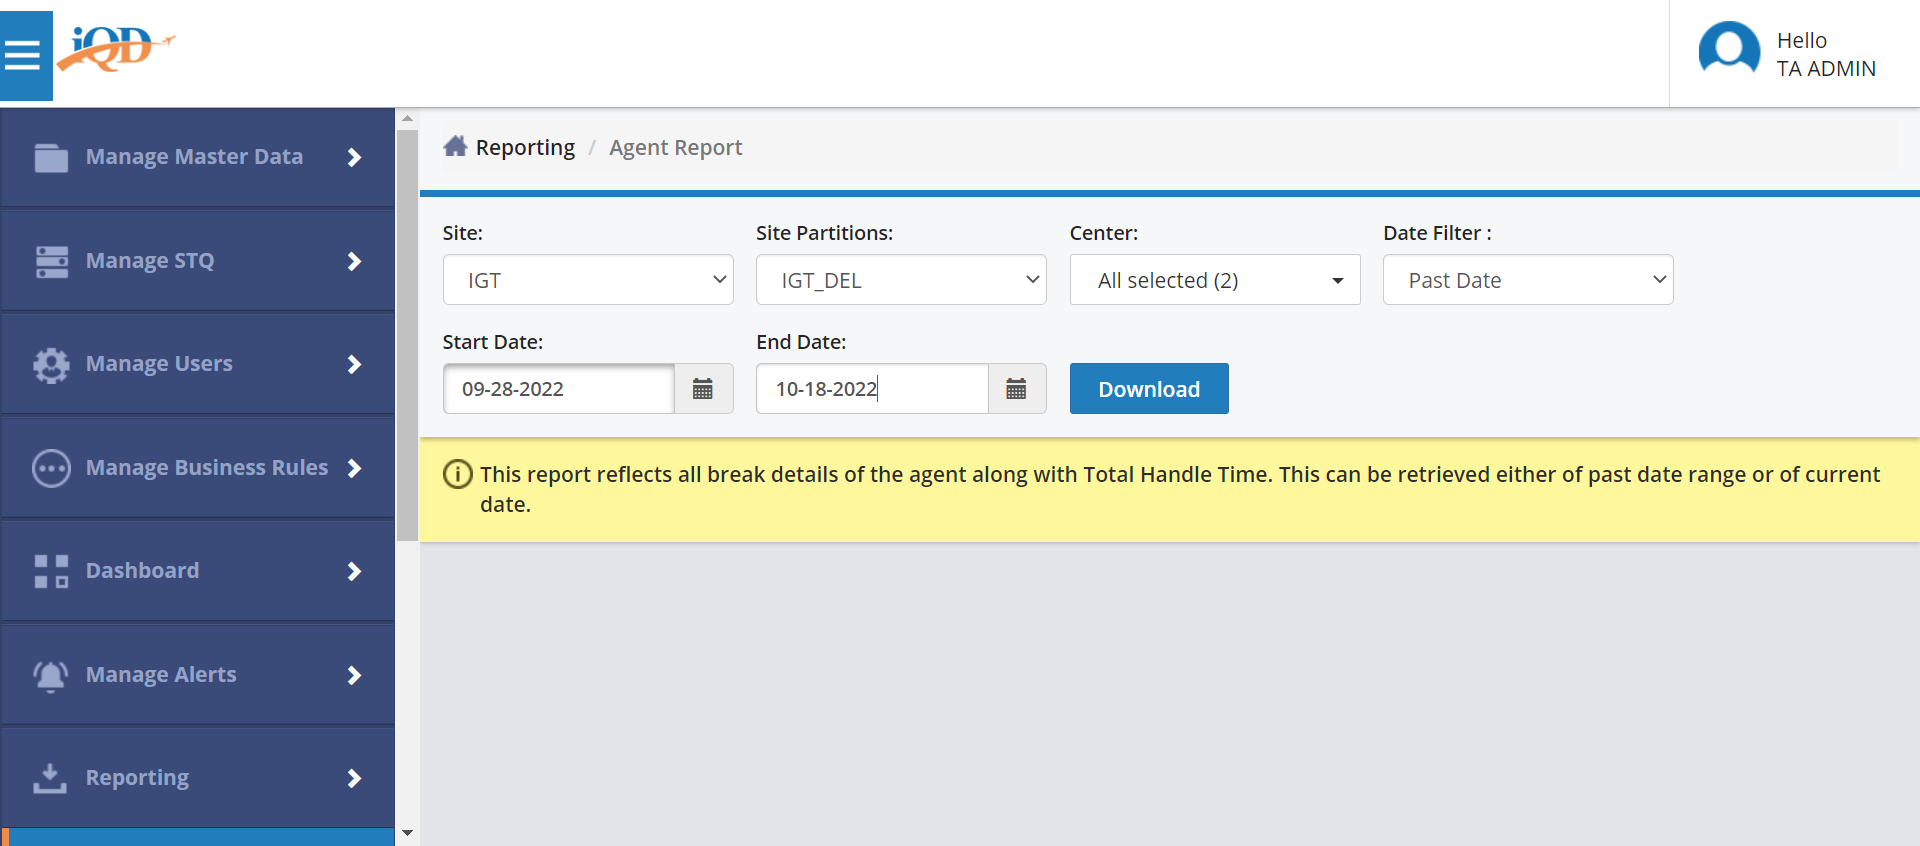 iQD
Hello
TA ADMIN
Manage Master Data
Manage STQ
Manage Users
Manage Business Rules
Dashboard
Manage Alerts
Reporting
Reporting / Agent Report
Site:
IGT
Site Partitions:
IGT_DEL
Center:
All selected (2)
Date Filter :
Past Date
Start Date:
09-28-2022
End Date:
10-18-2022
Download
This report reflects all break details of the agent along with Total Handle Time. This can be retrieved either of past date range or of current
date.